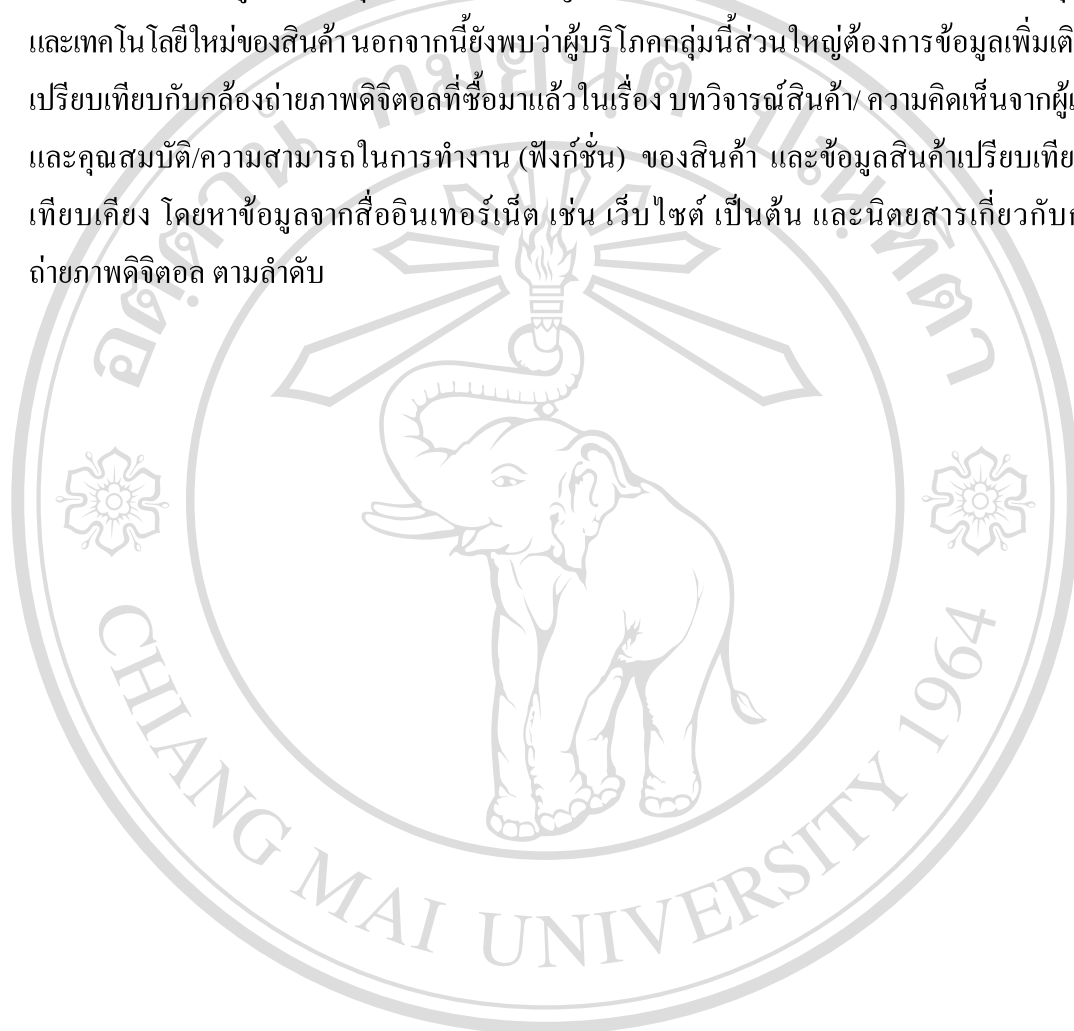 และเทคโนโลยีใหม่ของสินค้า นอกจากนี้ยังพบว่าผู้บริโภคกลุ่มนี้ส่วนใหญ่ต้องการข้อมูลเพิ่มเติ
เปรียบเทียบกับกล้องถ่ายภาพดิจิตอลที่ซื้อมาแล้วในเรื่อง บทวิจารณ์สินค้า/ ความคิดเห็นจากผู้
และคุณสมบัติ/ความสามารถในการทำงาน (ฟังก์ชั่น) ของสินค้า และข้อมูลสินค้าเปรียบเทีย
เทียบเคียง โดยหาข้อมูลจากสื่ออินเทอร์เน็ต เช่น เว็บไซต์ เป็นต้น และนิตยสารเกี่ยวกับ
ถ่ายภาพดิจิตอล ตามลำดับ
CHIANG MAI UNIVERSITY 1964